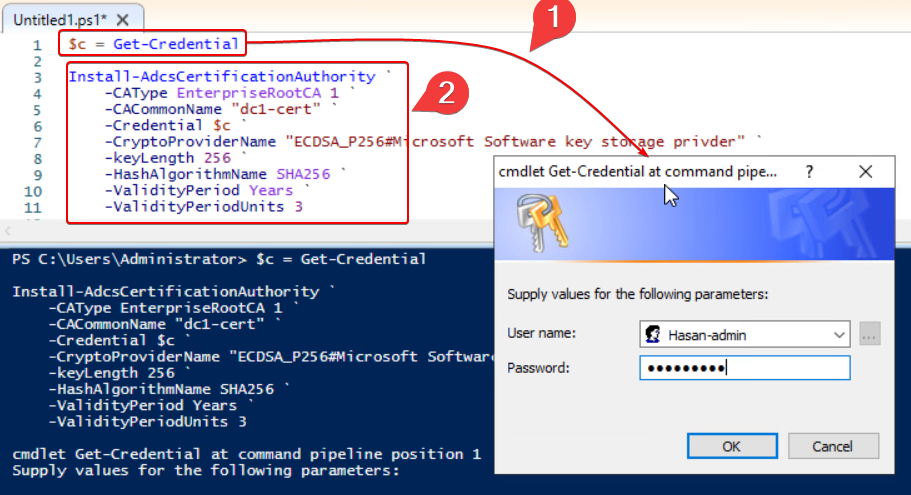 Untitled1.ps1* X
1
1 $c = Get-Credential
2
3 Install-AdcsCertificationAuthority `
4 -CAType EnterpriseRootCA 1 `
5 -CACommonName "dc1-cert" `
6 -Credential $c `
7 -CryptoProviderName "ECDSA_P256#Microsoft Software key storage privder" `
8 -keyLength 256 `
9 -HashAlgorithmName SHA256 `
10 -ValidityPeriod Years `
11 -ValidityPeriodUnits 3
2
cmdlet Get-Credential at command pipe... ?
Supply values for the following parameters:
User name: Hasan-admin
...
Password: •••••••••
OK Cancel
PS C:\Users\Administrator> $c = Get-Credential
Install-AdcsCertificationAuthority `
-CAType EnterpriseRootCA 1 `
-CACommonName "dc1-cert" `
-Credential $c `
-CryptoProviderName "ECDSA_P256#Microsoft Software
-keyLength 256 `
-HashAlgorithmName SHA256 `
-ValidityPeriod Years `
-ValidityPeriodUnits 3
cmdlet Get-Credential at command pipeline position 1
Supply values for the following parameters: